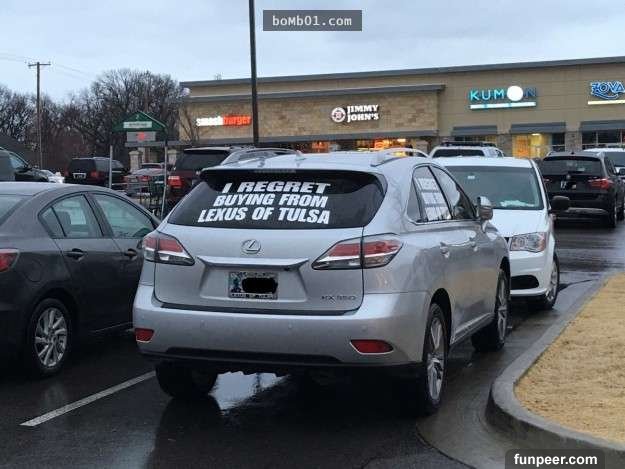 boMb01.com
smashburger
JIMMY
JOHN'S
KUMON
I REGRET
BUYING FROM
LEXUS OF TULSA
RX 350
funpeer.com